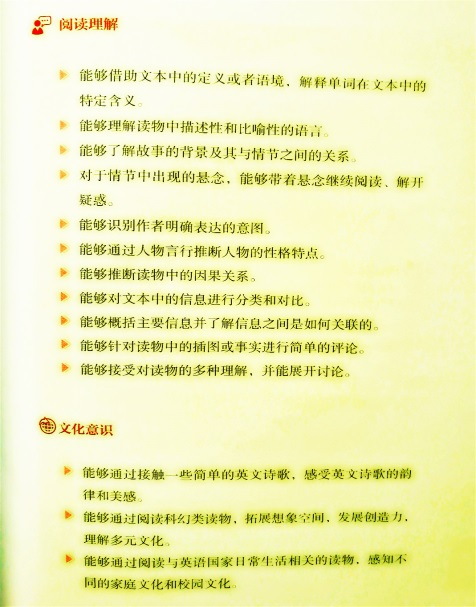 阅读理解
能够借助文本中的定义或者语境，解释单词在文本中的
特定含义。
能够理解读物中描述性和比喻性的语言。
能够了解故事的背景及其与情节之间的关系。
对于情节中出现的悬念，能够带着悬念继续阅读、解开
疑惑。
能够识别作者明确表达的意图。
能够通过人物言行推断人物的性格特点。
能够推断读物中的因果关系。
能够对文本中的信息进行分类和对比。
能够概括主要信息并了解信息之间是如何关联的。
能够针对读物中的插图或事实进行简单的评论。
能够接受对读物的多种理解，并能展开讨论。
文化意识
能够通过接触一些简单的英文诗歌，感受英文诗歌的韵
律和美感。
能够通过阅读科幻类读物，拓展想象空间，发展创造力，
理解多元文化。
能够通过阅读与英语国家日常生活相关的读物，感知不
同的家庭文化和校园文化。